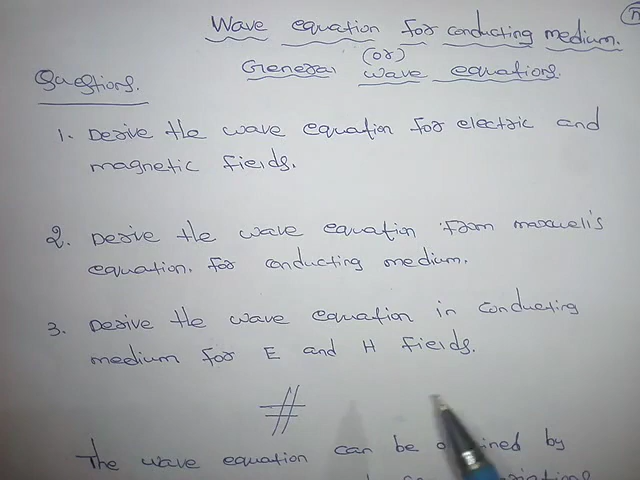 Wave equation for conducting medium.
(or)
General wave equations.
Questions.
1. Derive the wave equation for electric and
magnetic fields.
2. Derive the wave equation from maxwell's
equation. for conducting medium.
3. Derive the wave equation in conducting
medium for E and H fields.
#
The wave equation can be by